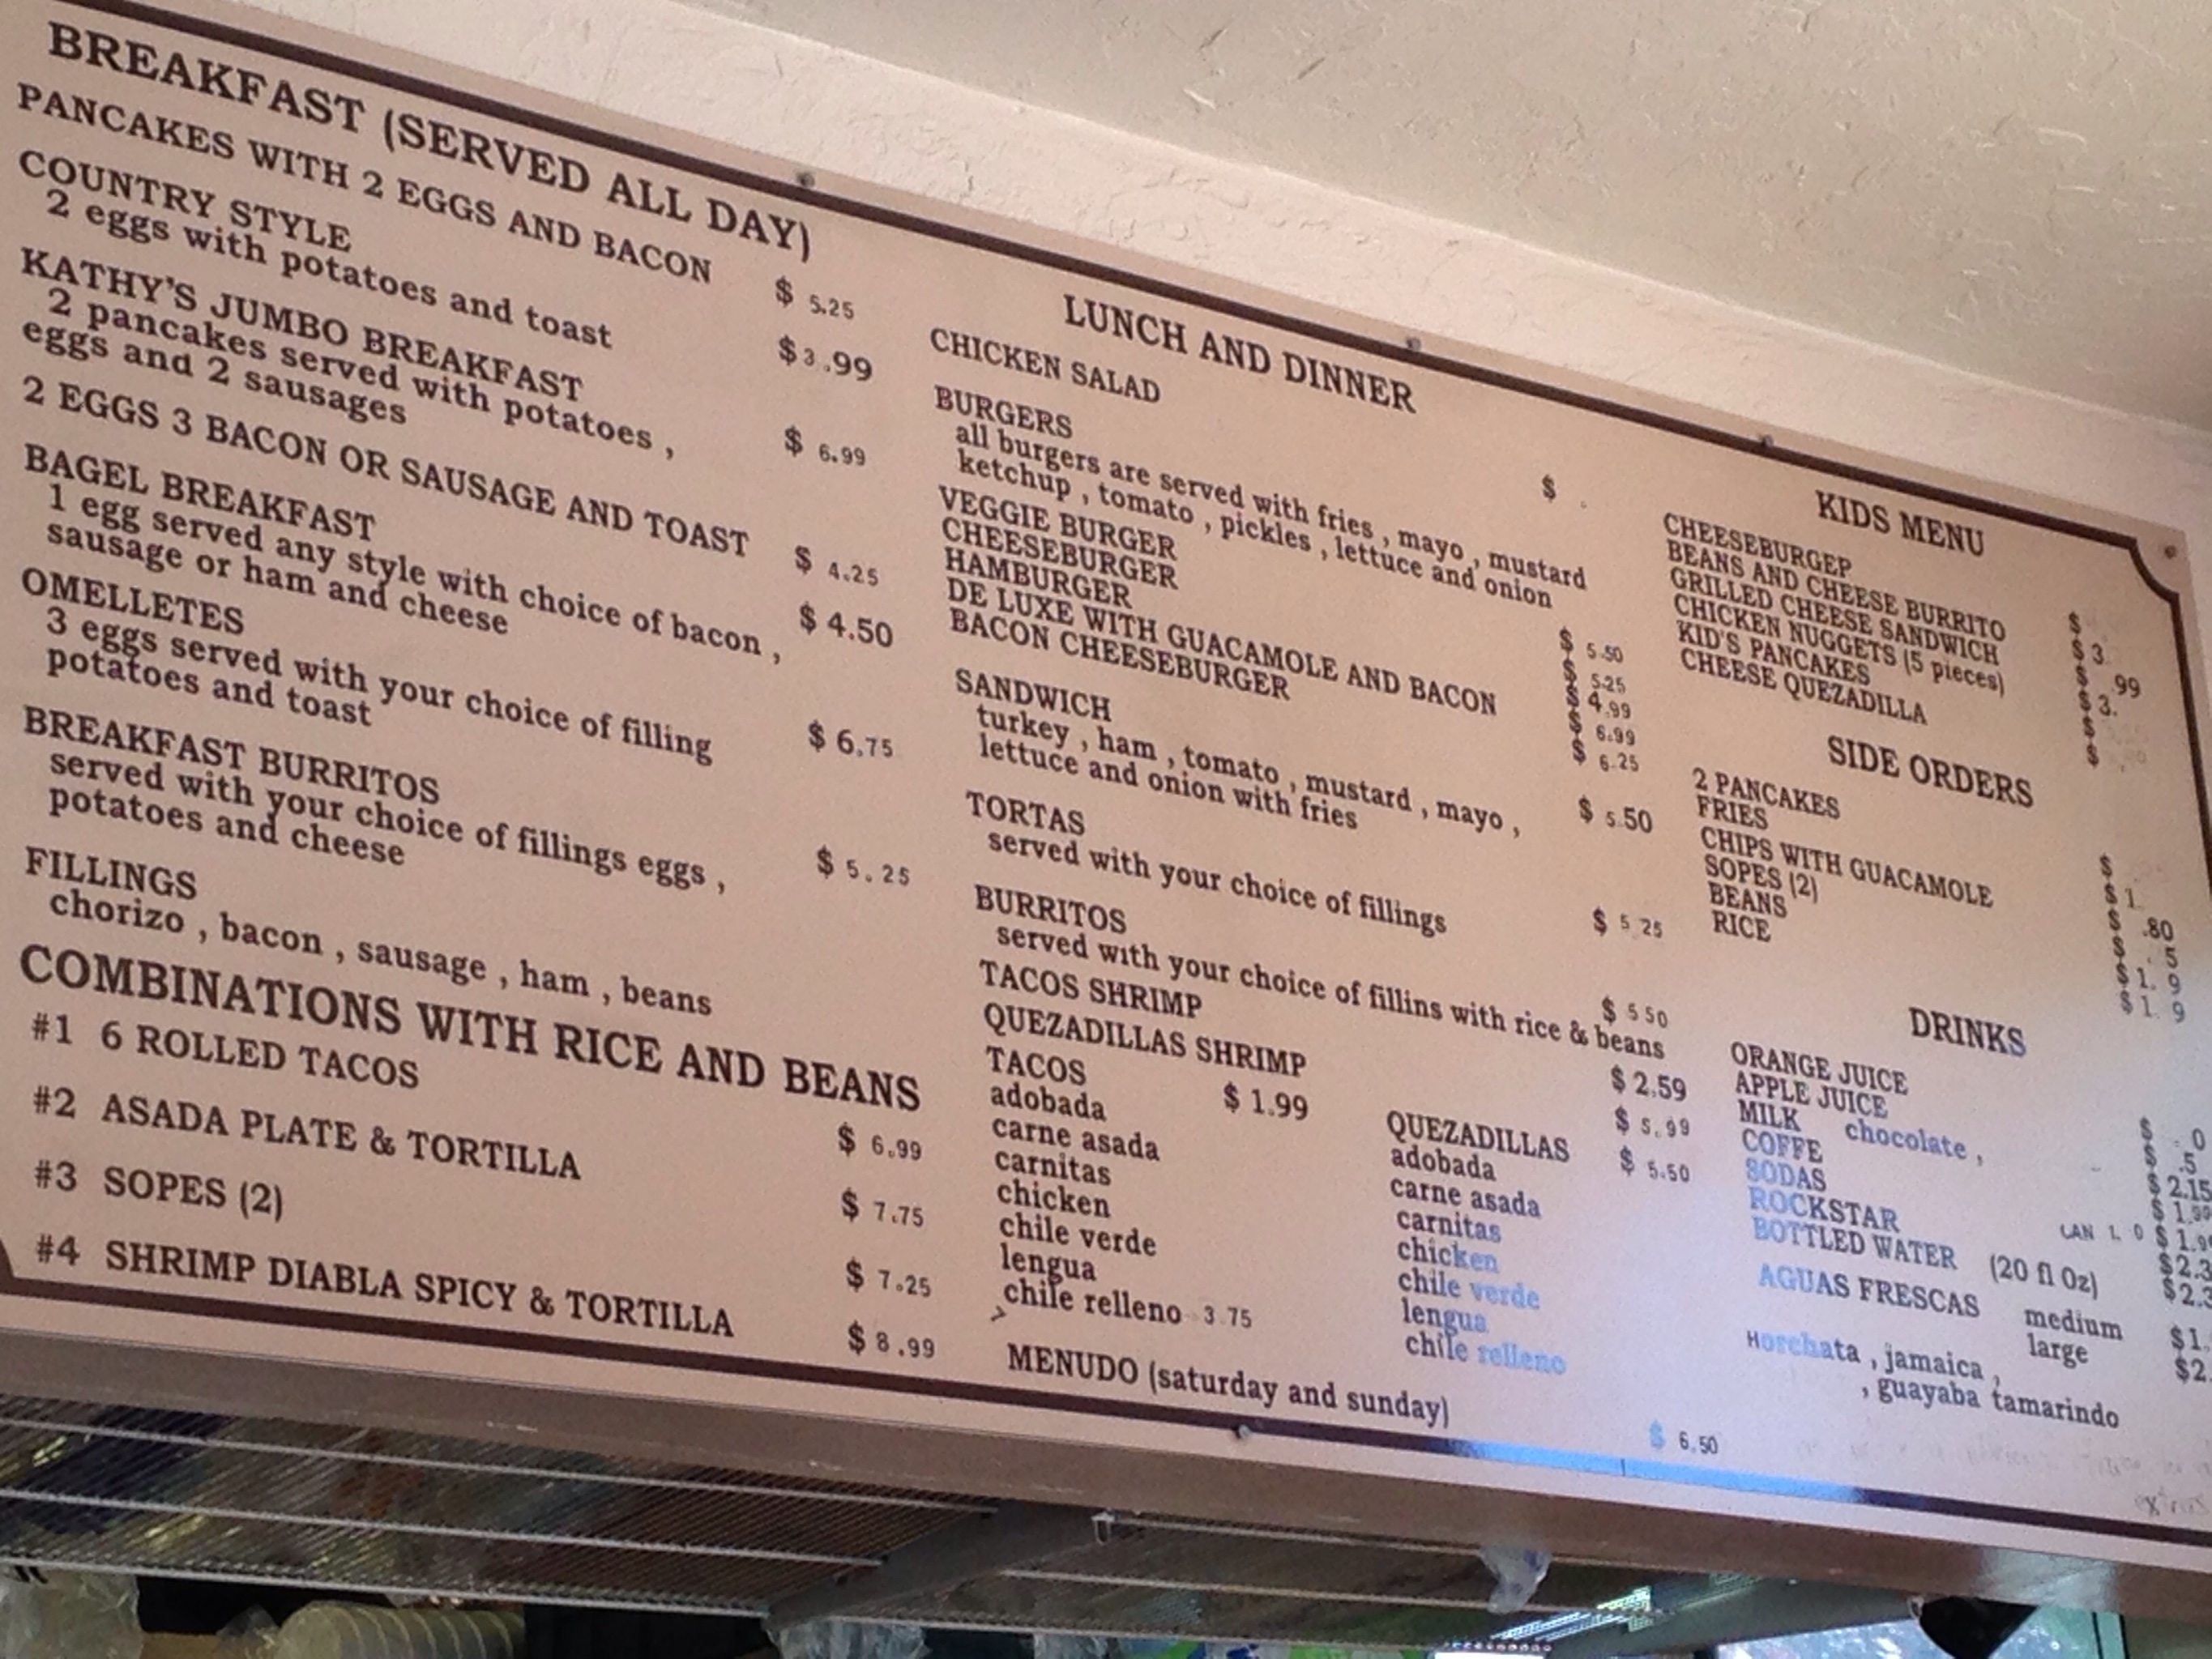 BREAKFAST (SERVED ALL DAY)
PANCAKES WITH 2 EGGS AND BACON $ 5.25
COUNTRY STYLE
2 eggs with potatoes and toast $3.99
KATHY'S JUMBO BREAKFAST
2 pancakes served with potatoes ,
eggs and 2 sausages $ 6.99
2 EGGS 3 BACON OR SAUSAGE AND TOAST $ 4.25
BAGEL BREAKFAST $ 4.50
1 egg served any style with choice of bacon ,
sausage or ham and cheese
OMELLETES
3 eggs served with your choice of filling $ 6.75
potatoes and toast
BREAKFAST BURRITOS
served with your choice of fillings eggs , $ 5.25
potatoes and cheese
FILLINGS
chorizo , bacon , sausage , ham , beans
COMBINATIONS WITH RICE AND BEANS
#1 6 ROLLED TACOS $ 6.99
#2 ASADA PLATE & TORTILLA $ 7.75
#3 SOPES (2) $ 7.25
#4 SHRIMP DIABLA SPICY & TORTILLA $ 8.99
LUNCH AND DINNER
CHICKEN SALAD $ .
BURGERS
all burgers are served with fries , mayo , mustard
ketchup , tomato , pickles , lettuce and onion
VEGGIE BURGER $ 5.50
CHEESEBURGER $ 5.25
HAMBURGER $ 4.99
DE LUXE WITH GUACAMOLE AND BACON $ 6.99
BACON CHEESEBURGER $ 6.25
SANDWICH
turkey , ham , tomato , mustard , mayo , $ 5.50
lettuce and onion with fries
TORTAS
served with your choice of fillings $ 5 25
BURRITOS $ 5 50
served with your choice of fillins with rice & beans
TACOS SHRIMP $ 2.59
QUEZADILLAS SHRIMP $ 5.99
TACOS $ 1.99
adobada
carne asada
carnitas
chicken
chile verde
lengua
chile relleno 3 75
QUEZADILLAS $ 5.50
adobada
carne asada
carnitas
chicken
chile verde
lengua
chile relleno
MENUDO (saturday and sunday) $ 6.50
KIDS MENU
CHEESEBURGER
BEANS AND CHEESE BURRITO
GRILLED CHEESE SANDWICH
CHICKEN NUGGETS (5 pieces)
KID'S PANCAKES
CHEESE QUEZADILLA
SIDE ORDERS
2 PANCAKES
FRIES
CHIPS WITH GUACAMOLE
SOPES (2)
BEANS
RICE
DRINKS
ORANGE JUICE
APPLE JUICE
MILK chocolate , $ 2.15
COFFE
SODAS
ROCKSTAR
BOTTLED WATER (20 fl Oz)
AGUAS FRESCAS medium
large
Horchata , jamaica ,
, guayaba tamarindo